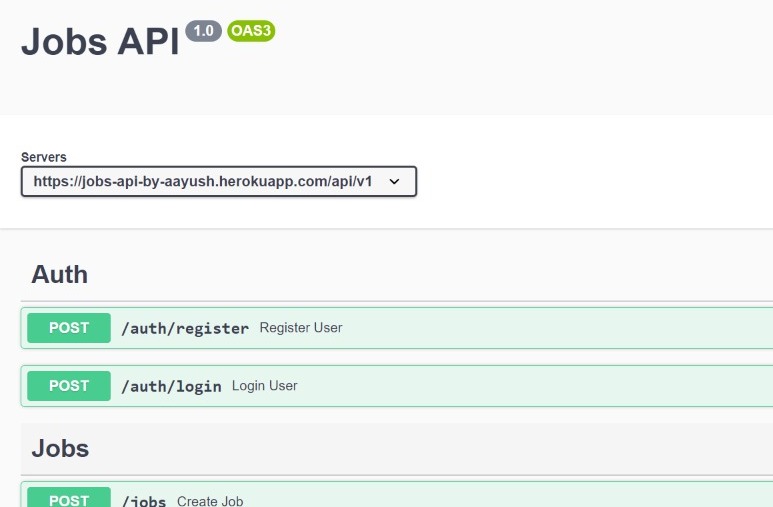 Jobs API 1.0 OAS3
Servers
https://jobs-api-by-aayush.herokuapp.com/api/v1
Auth
POST /auth/register Register User
POST /auth/login Login User
Jobs
POST /jobs Create Job